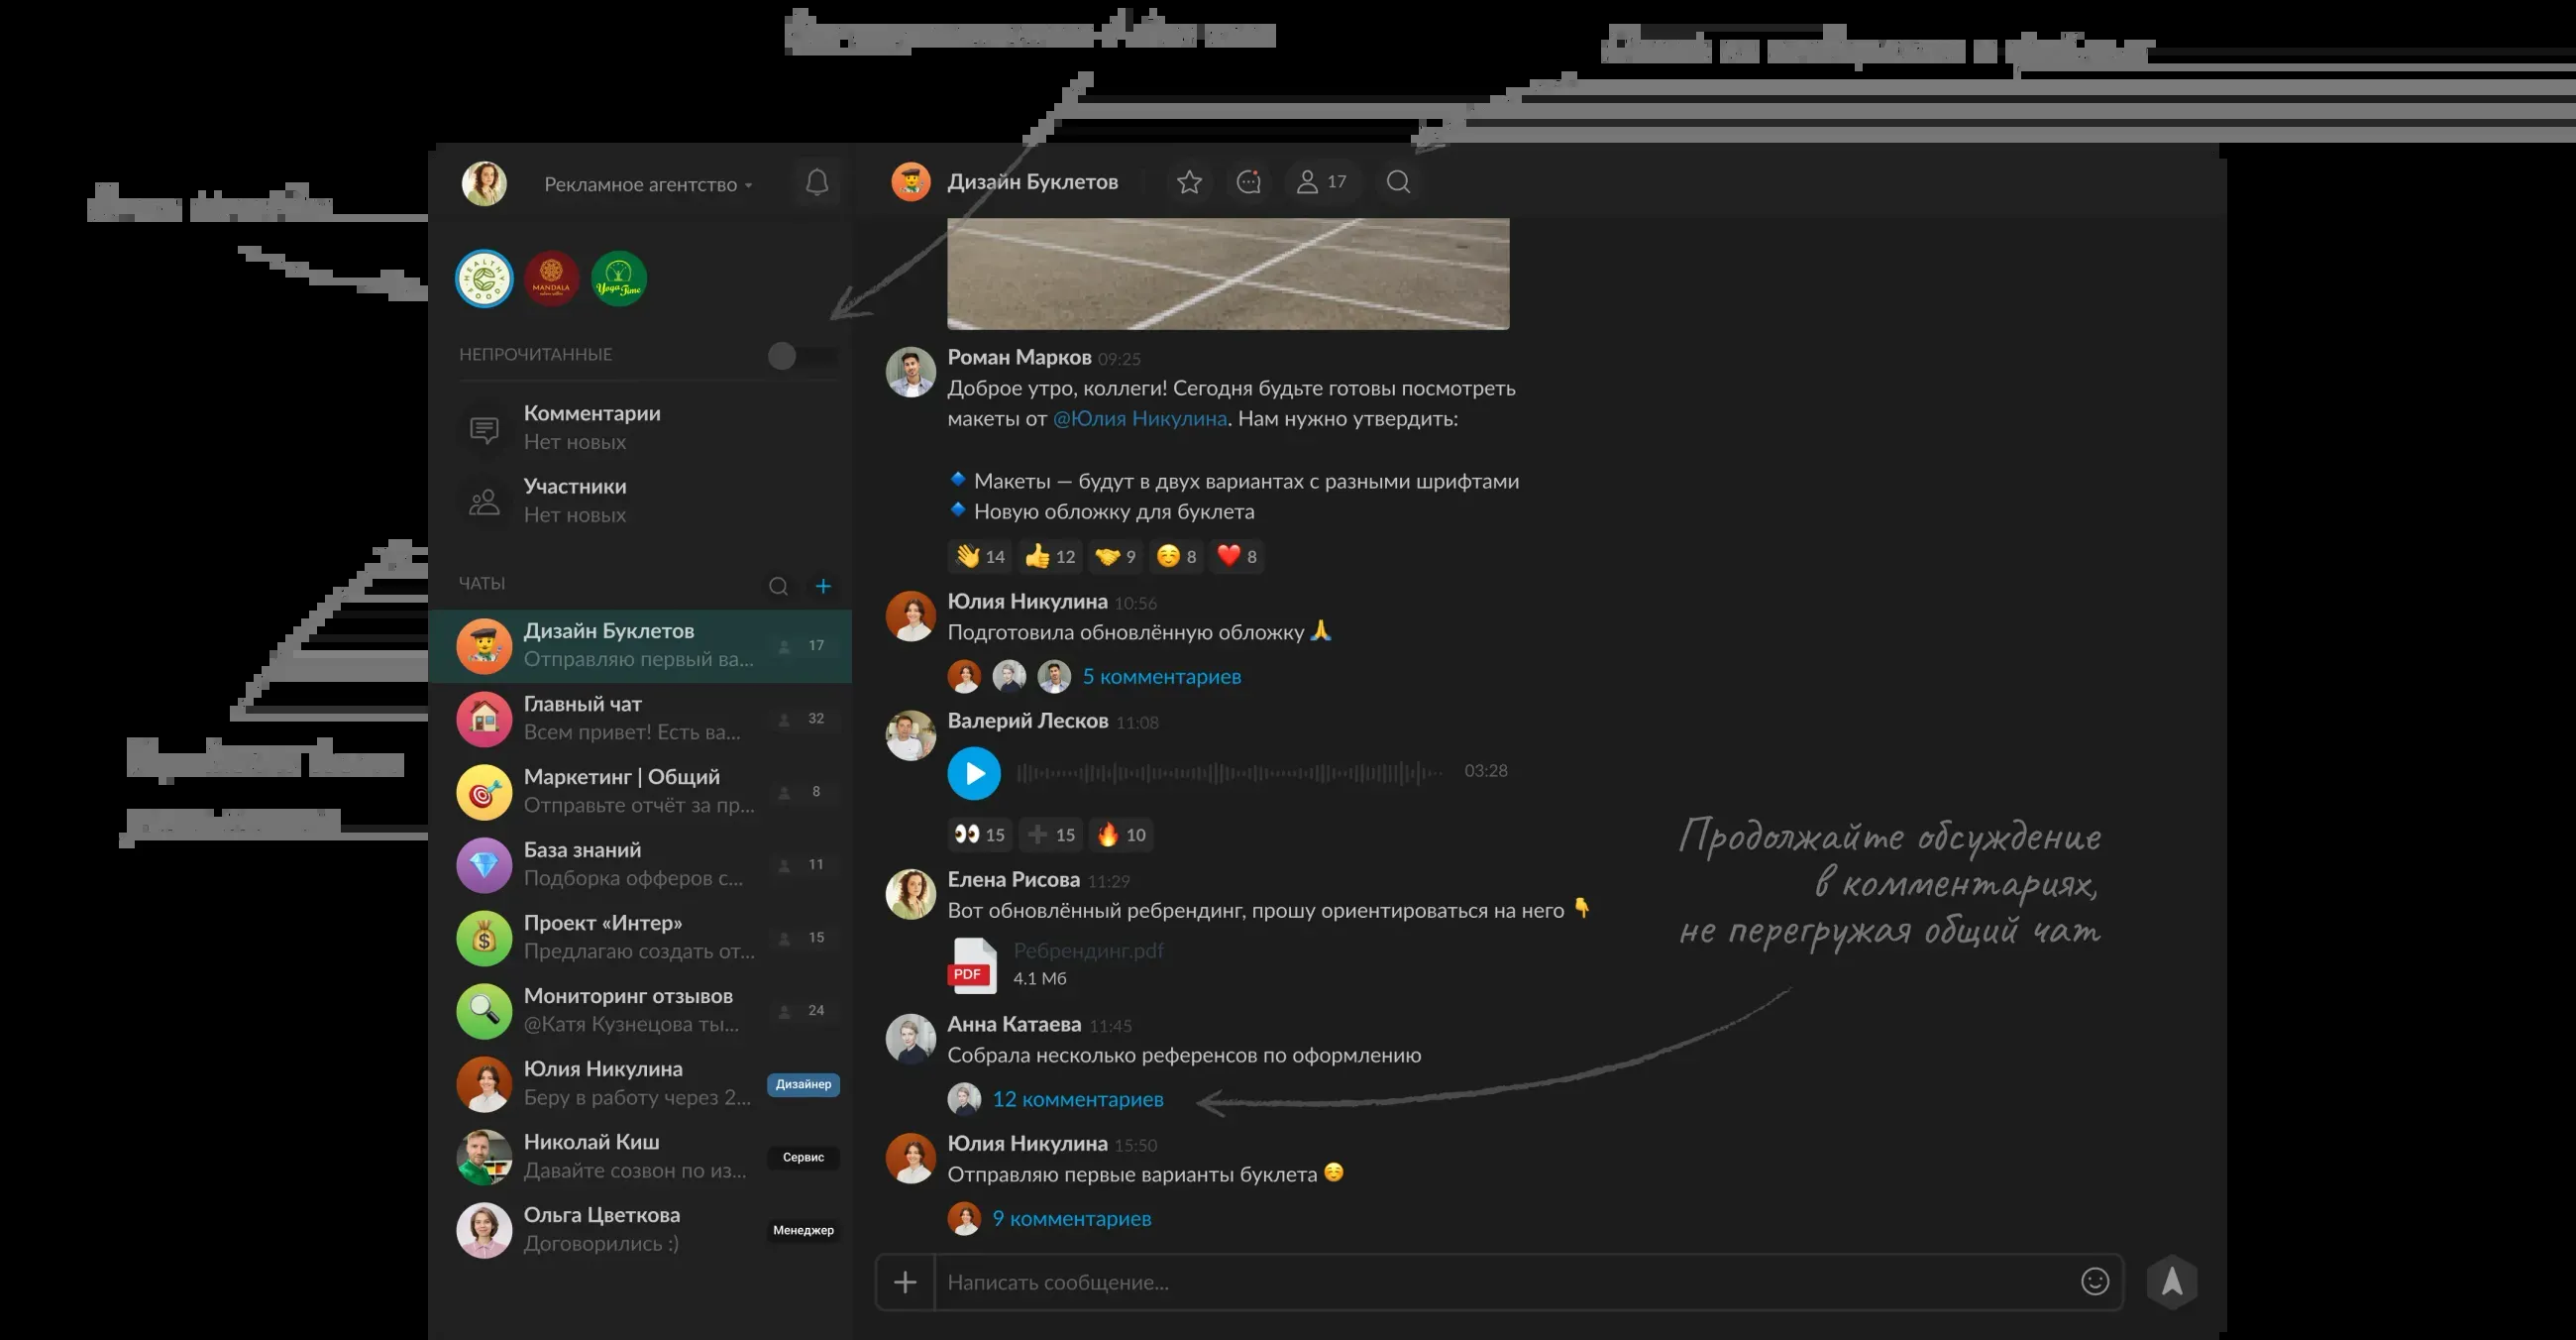 Рекламное агентство
HEALTHY FOOD
MANDALA
Yoga Time
НЕПРОЧИТАННЫЕ
Комментарии
Нет новых
Участники
Нет новых
ЧАТЫ
Дизайн Буклетов
17
Отправляю первый ва...
Главный чат
32
Всем привет! Есть ва...
Маркетинг | Общий
8
Отправьте отчёт за пр...
База знаний
11
Подборка офферов с...
Проект «Интер»
15
Предлагаю создать от...
Мониторинг отзывов
24
@Катя Кузнецова ты...
Юлия Никулина
Дизайнер
Беру в работу через 2...
Николай Киш
Сервис
Давайте созвон по из...
Ольга Цветкова
Менеджер
Договорились :)
Дизайн Буклетов
17
Роман Марков 09:25
Доброе утро, коллеги! Сегодня будьте готовы посмотреть
макеты от @Юлия Никулина. Нам нужно утвердить:
🔹 Макеты — будут в двух вариантах с разными шрифтами
🔹 Новую обложку для буклета
👋 14 👍 12 🤝 9 ☺️ 8 ❤️ 8
Юлия Никулина 10:56
Подготовила обновлённую обложку 🙏
5 комментариев
Валерий Лесков 11:08
03:28
👀 15 ➕ 15 🔥 10
Елена Рисова 11:29
Вот обновлённый ребрендинг, прошу ориентироваться на него 👇
Ребрендинг.pdf
PDF
4.1 Мб
Анна Катаева 11:45
Собрала несколько референсов по оформлению
12 комментариев
Юлия Никулина 15:50
Отправляю первые варианты буклета ☺️
9 комментариев
Написать сообщение...
Продолжайте обсуждение
в комментариях,
не перегружая общий чат